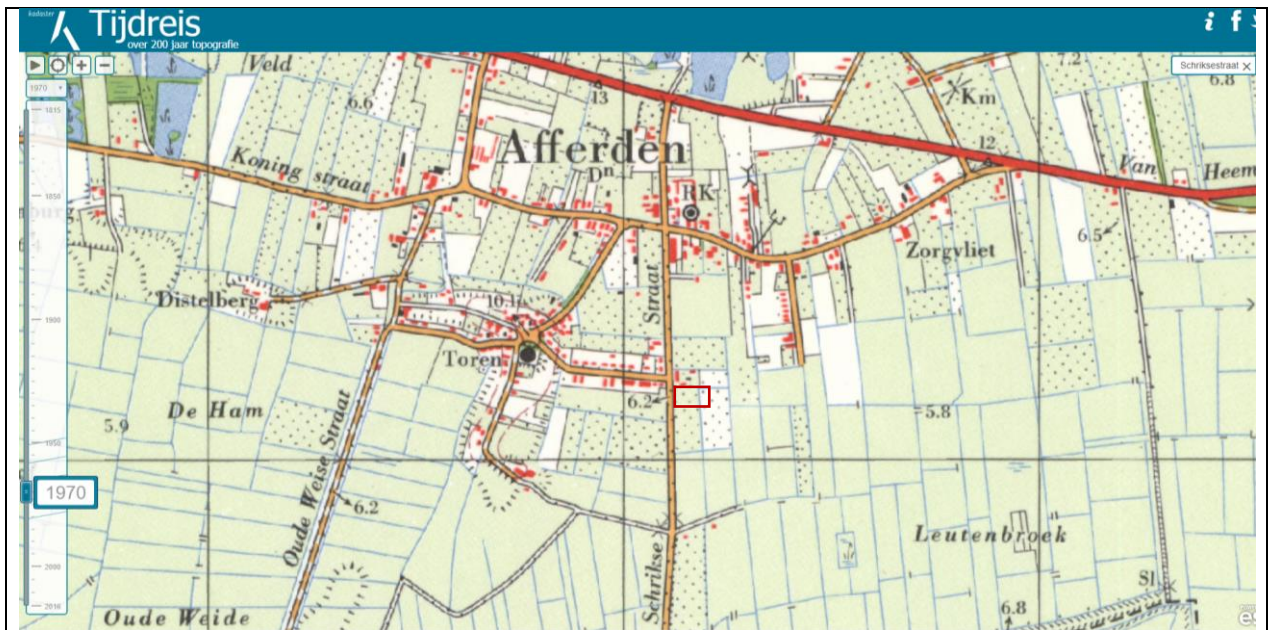 kadaster
Tijdreis
over 200 jaar topografie
i f
Veld
1970
Schriksestraat ×
7.2
6.8
1815
6.6
13
Km
Afferden
Dn
12
Koning straat
Van Heem
1850
RK
6.5
Zorgvliet
Distelberg
10.1
Straat
1900
Toren
6.2
De Ham
5.9
5.8
1950
Oude Weise Straat
1970
6.2
Leutenbroek
Schrikse
2000
Sl.
2016
6.8
Oude Weide
es